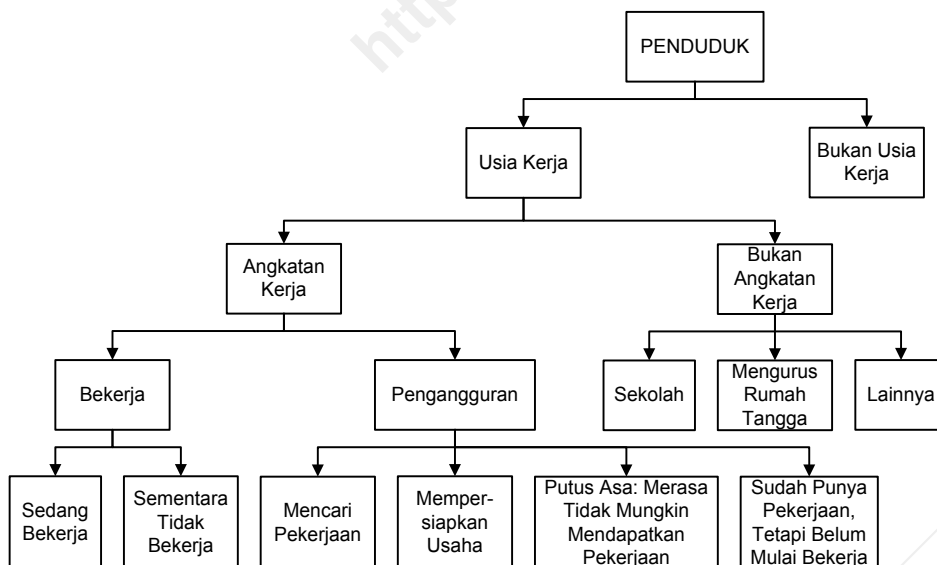 http
PENDUDUK
Usia Kerja
Bukan Usia
Kerja
Angkatan
Kerja
Bukan
Angkatan
Kerja
Bekerja
Pengangguran
Sekolah
Mengurus
Rumah
Tangga
Lainnya
Sedang
Bekerja
Sementara
Tidak
Bekerja
Mencari
Pekerjaan
Memper-
siapkan
Usaha
Putus Asa: Merasa
Tidak Mungkin
Mendapatkan
Pekerjaan
Sudah Punya
Pekerjaan,
Tetapi Belum
Mulai Bekerja